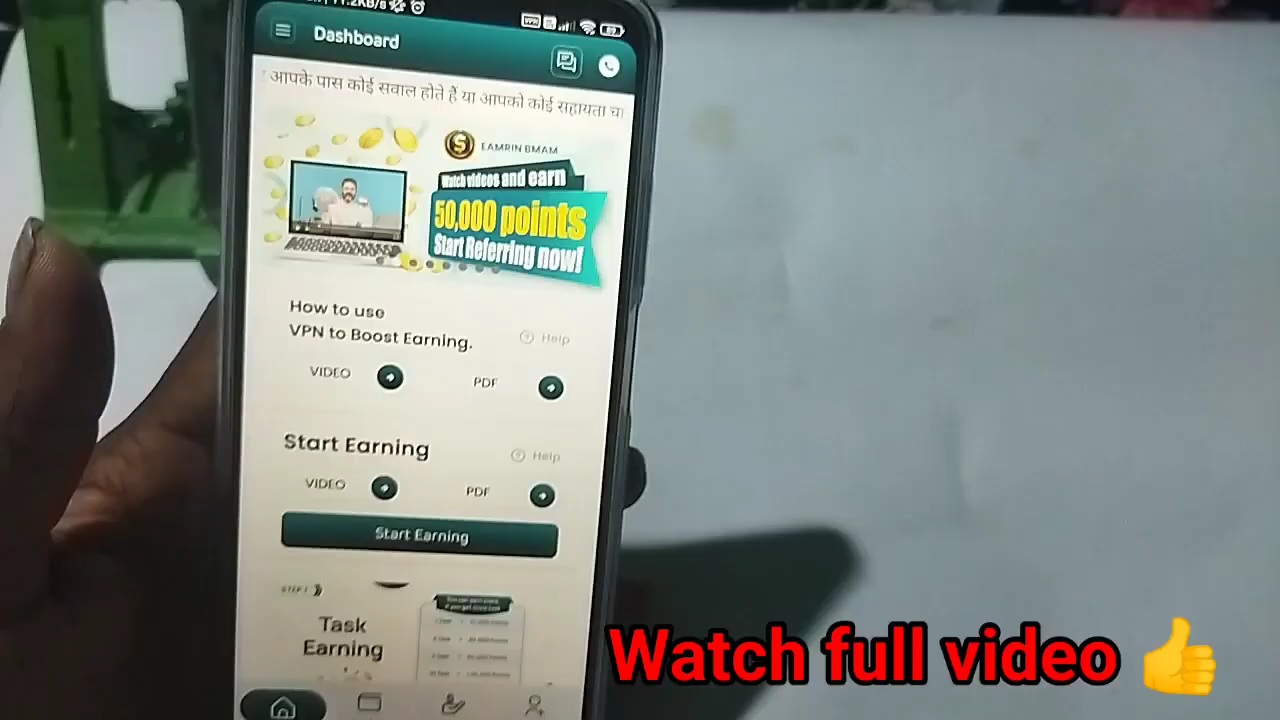 11.2KB/s
Dashboard
आपके पास कोई सवाल होते हैं या आपको कोई सहायता चा
EAMRIN BMAM
Watch videos and earn
50,000 points
Start Referring now!
How to use
VPN to Boost Earning.
Help
VIDEO
PDF
Start Earning
Help
VIDEO
PDF
Start Earning
STEP 1
Task
Earning
Watch full video 👍